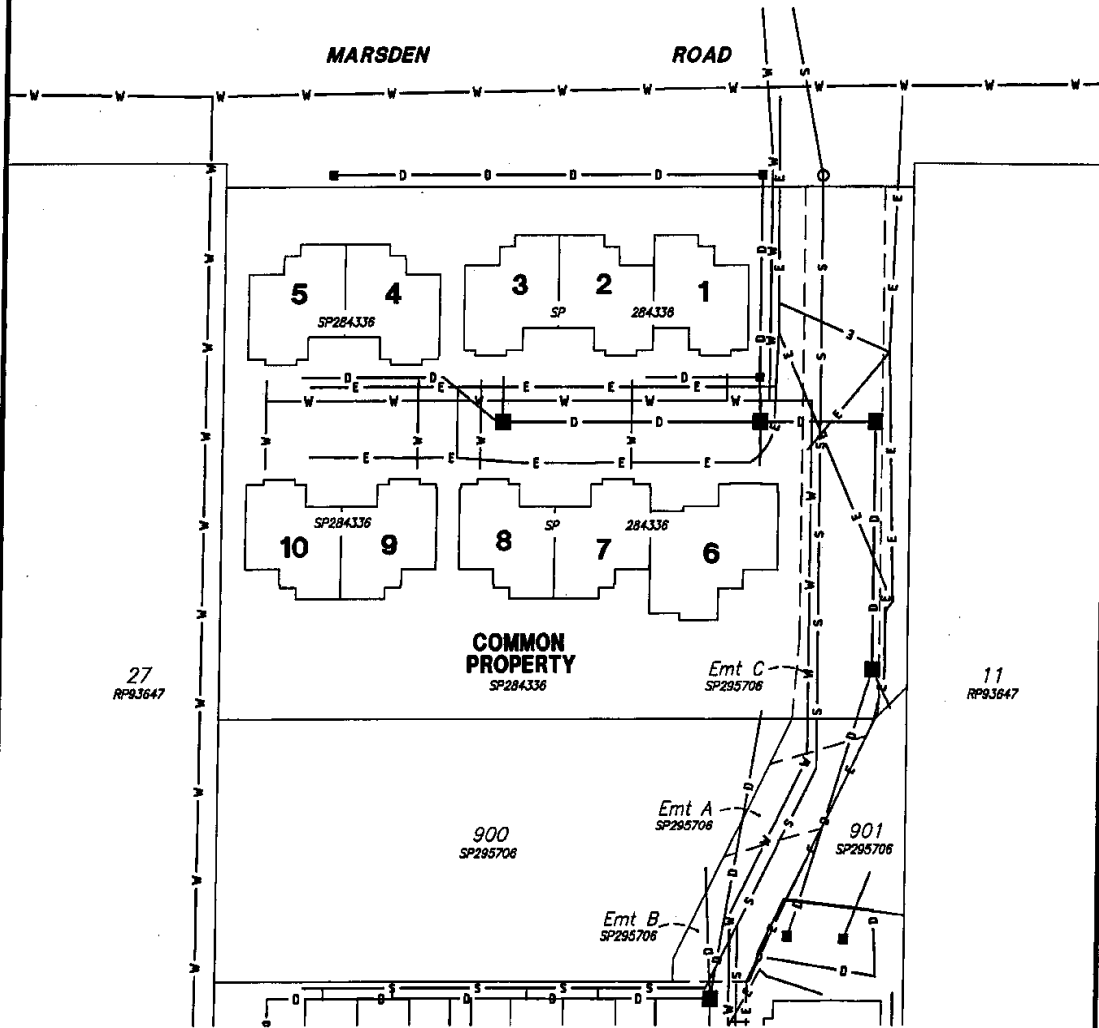 MARSDEN ROAD
5 4
SP284336
3 2 1
SP 284336
10 9
SP284336
8 7 6
SP 284336
COMMON
PROPERTY
SP284336
27
RP93647
11
RP93647
Emt C
SP295706
Emt A
SP295706
900
SP295706
901
SP295706
Emt B
SP295706